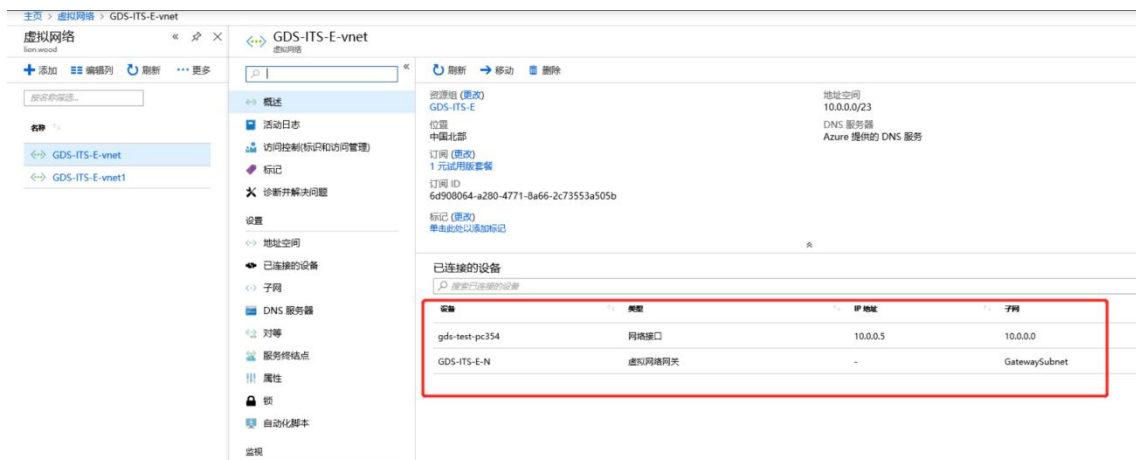 主页 > 虚拟网络 > GDS-ITS-E-vnet
虚拟网络
lion.wood
添加 编辑列 刷新 ··· 更多
按名称筛选...
名称
GDS-ITS-E-vnet
GDS-ITS-E-vnet1
GDS-ITS-E-vnet
虚拟网络
概述
活动日志
访问控制(标识和访问管理)
标记
诊断并解决问题
设置
地址空间
已连接的设备
子网
DNS 服务器
对等
服务终结点
属性
锁
自动化脚本
监视
刷新 移动 删除
资源组 (更改)
GDS-ITS-E
位置
中国北部
订阅 (更改)
1 元试用版套餐
订阅 ID
6d908064-a280-4771-8a66-2c73553a505b
标记 (更改)
单击此处以添加标记
地址空间
10.0.0.0/23
DNS 服务器
Azure 提供的 DNS 服务
已连接的设备
搜索已连接的设备
设备 类型 IP 地址 子网
gds-test-pc354 网络接口 10.0.0.5 10.0.0.0
GDS-ITS-E-N 虚拟网络网关 - GatewaySubnet